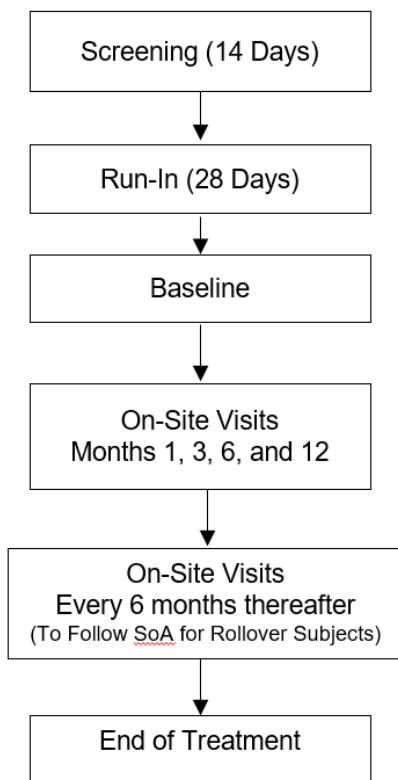 Screening (14 Days)
Run-In (28 Days)
Baseline
On-Site Visits
Months 1, 3, 6, and 12
On-Site Visits
Every 6 months thereafter
(To Follow SoA for Rollover Subjects)
End of Treatment